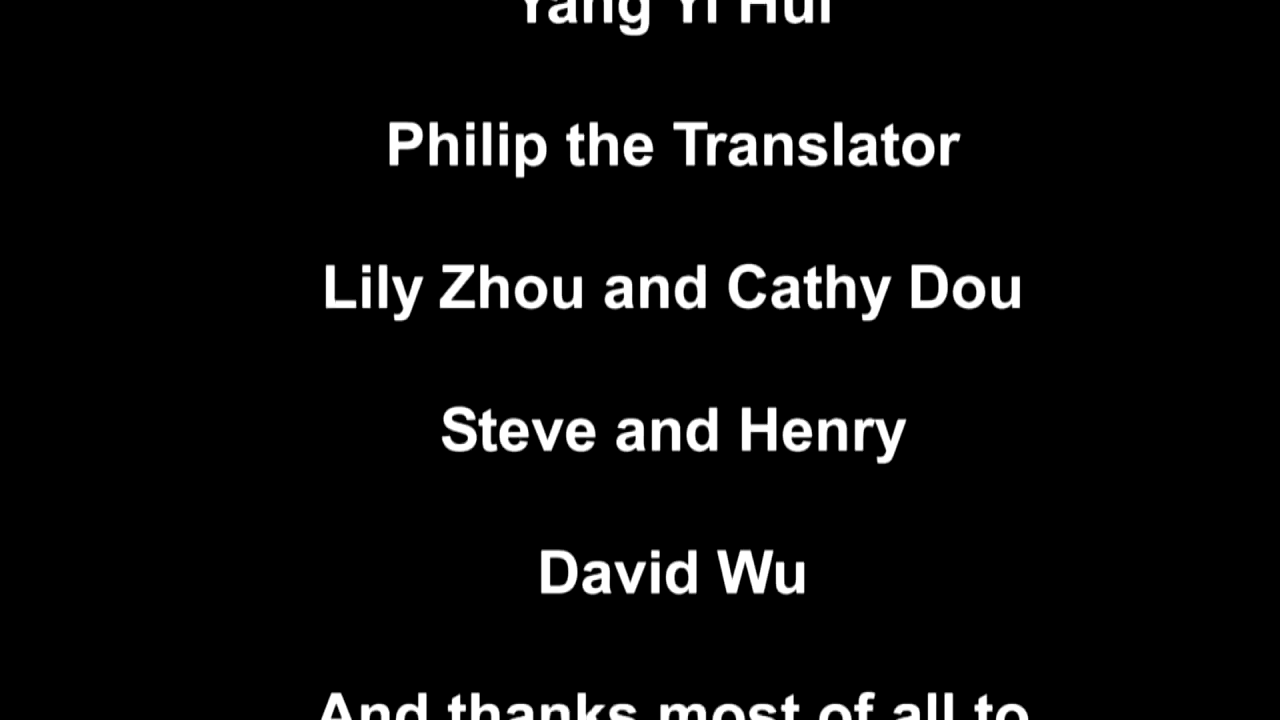 Yang Yi Hui
Philip the Translator
Lily Zhou and Cathy Dou
Steve and Henry
David Wu
And thanks most of all to